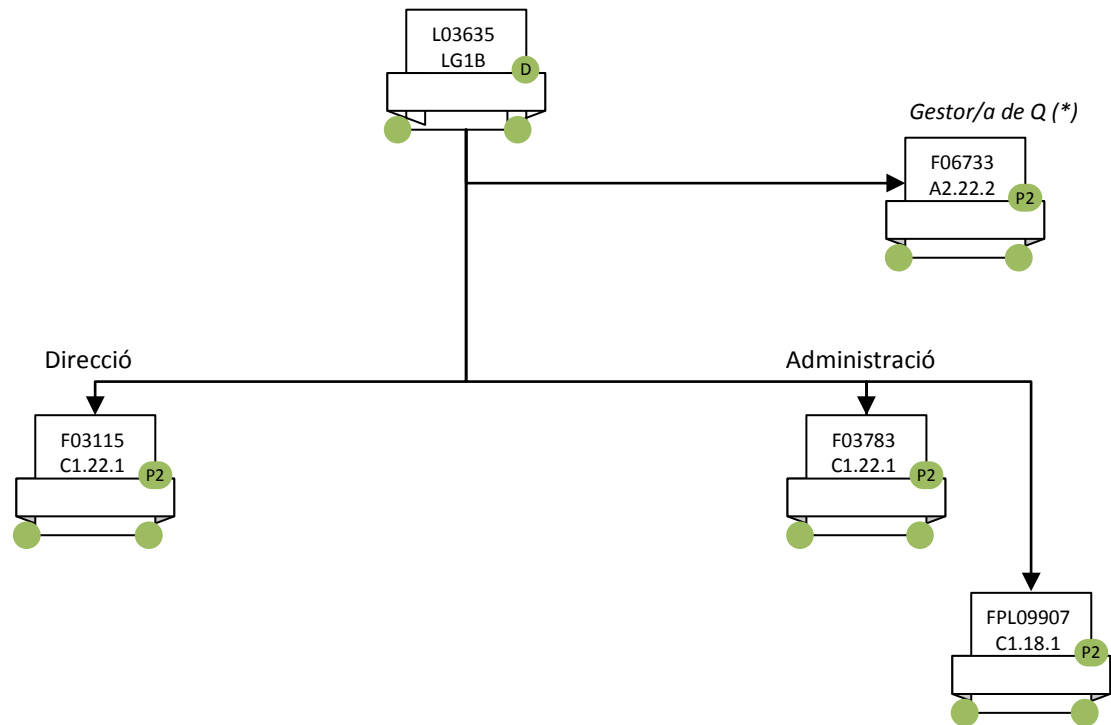 L03635
LG1B
D
Gestor/a de Q (*)
F06733
A2.22.2
P2
Direcció
Administració
F03115
C1.22.1
P2
F03783
C1.22.1
P2
FPL09907
C1.18.1
P2